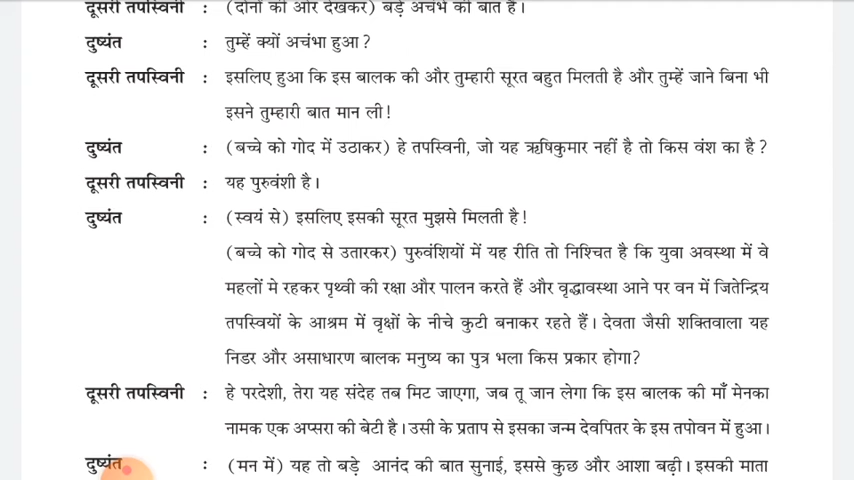 दूसरी तपस्विनी : (दोनों की ओर देखकर) बड़े अचंभे की बात है।
दुष्यंत : तुम्हें क्यों अचंभा हुआ?
दूसरी तपस्विनी : इसलिए हुआ कि इस बालक की और तुम्हारी सूरत बहुत मिलती है और तुम्हें जाने बिना भी
इसने तुम्हारी बात मान ली!
दुष्यंत : (बच्चे को गोद में उठाकर) हे तपस्विनी, जो यह ऋषिकुमार नहीं है तो किस वंश का है?
दूसरी तपस्विनी : यह पुरुवंशी है।
दुष्यंत : (स्वयं से) इसलिए इसकी सूरत मुझसे मिलती है!
(बच्चे को गोद से उतारकर) पुरुवंशियों में यह रीति तो निश्चित है कि युवा अवस्था में वे
महलों मे रहकर पृथ्वी की रक्षा और पालन करते हैं और वृद्धावस्था आने पर वन में जितेन्द्रिय
तपस्वियों के आश्रम में वृक्षों के नीचे कुटी बनाकर रहते हैं। देवता जैसी शक्तिवाला यह
निडर और असाधारण बालक मनुष्य का पुत्र भला किस प्रकार होगा?
दूसरी तपस्विनी : हे परदेशी, तेरा यह संदेह तब मिट जाएगा, जब तू जान लेगा कि इस बालक की माँ मेनका
नामक एक अप्सरा की बेटी है। उसी के प्रताप से इसका जन्म देवपितर के इस तपोवन में हुआ।
दुष्यंत : (मन में) यह तो बड़े आनंद की बात सुनाई, इससे कुछ और आशा बढ़ी। इसकी माता